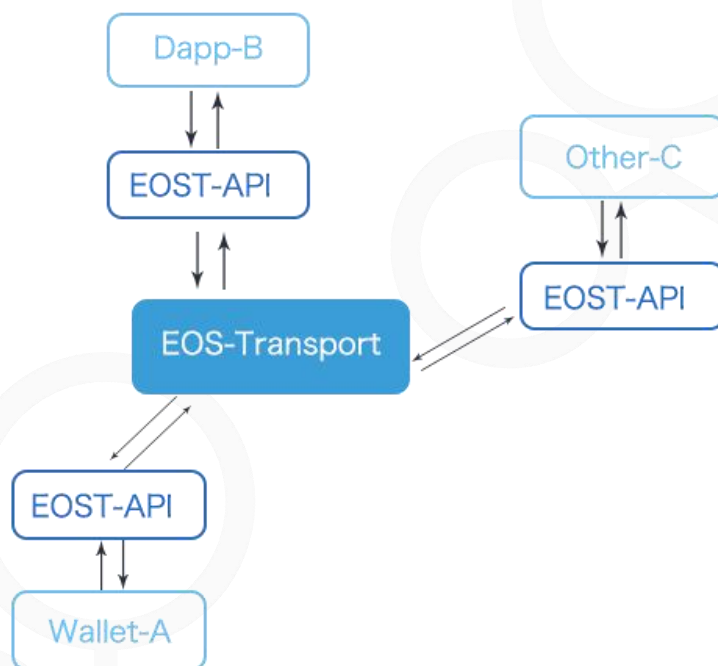 Dapp-B
EOST-API
Other-C
EOST-API
EOS-Transport
EOST-API
Wallet-A